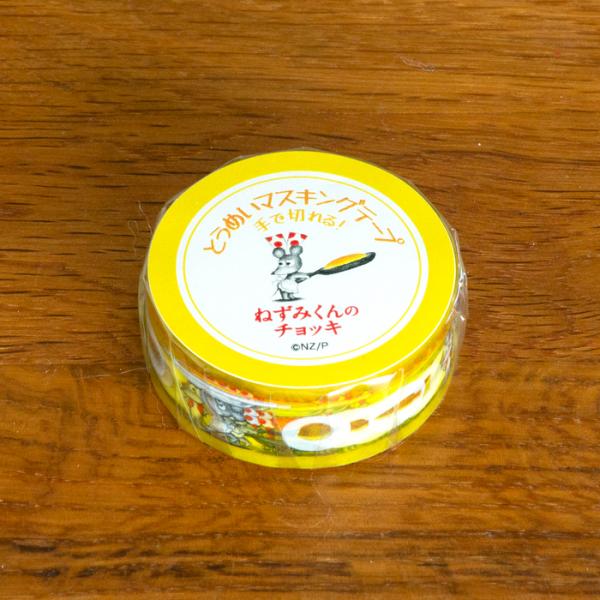 とうめいマスキングテープ
手で切れる!
ねずみくんの
チョッキ
©NZ/P